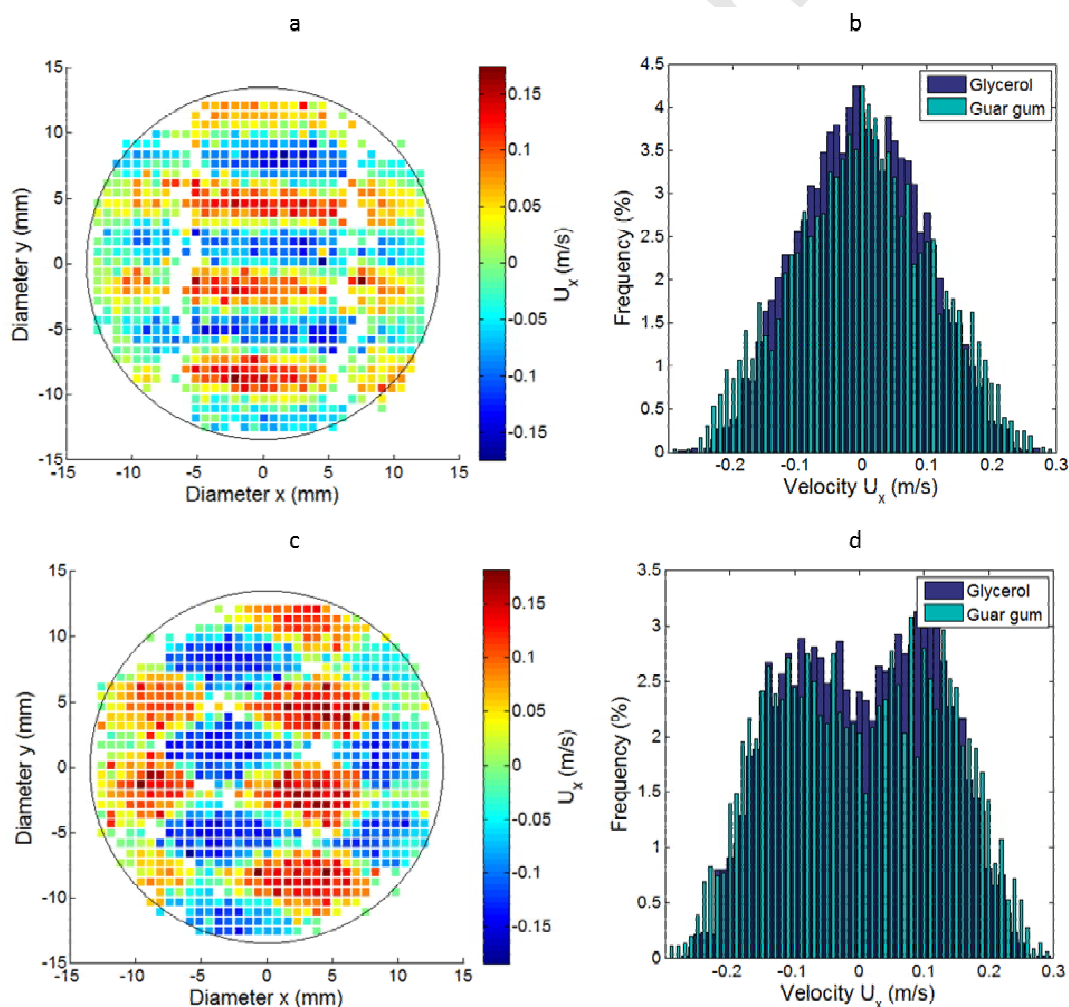 a
15
10
5
0
-5
-10
-15
-15 -10 -5 0 5 10 15
Diameter y (mm)
Diameter x (mm)
0.15
0.1
0.05
0
-0.05
-0.1
-0.15
Ux (m/s)
b
4.5
4
3.5
3
2.5
2
1.5
1
0.5
0
-0.2 -0.1 0 0.1 0.2 0.3
Frequency (%)
Velocity Ux (m/s)
Glycerol
Guar gum
c
15
10
5
0
-5
-10
-15
-15 -10 -5 0 5 10 15
Diameter y (mm)
Diameter x (mm)
0.15
0.1
0.05
0
-0.05
-0.1
-0.15
Ux (m/s)
d
3.5
3
2.5
2
1.5
1
0.5
0
-0.2 -0.1 0 0.1 0.2 0.3
Frequency (%)
Velocity Ux (m/s)
Glycerol
Guar gum